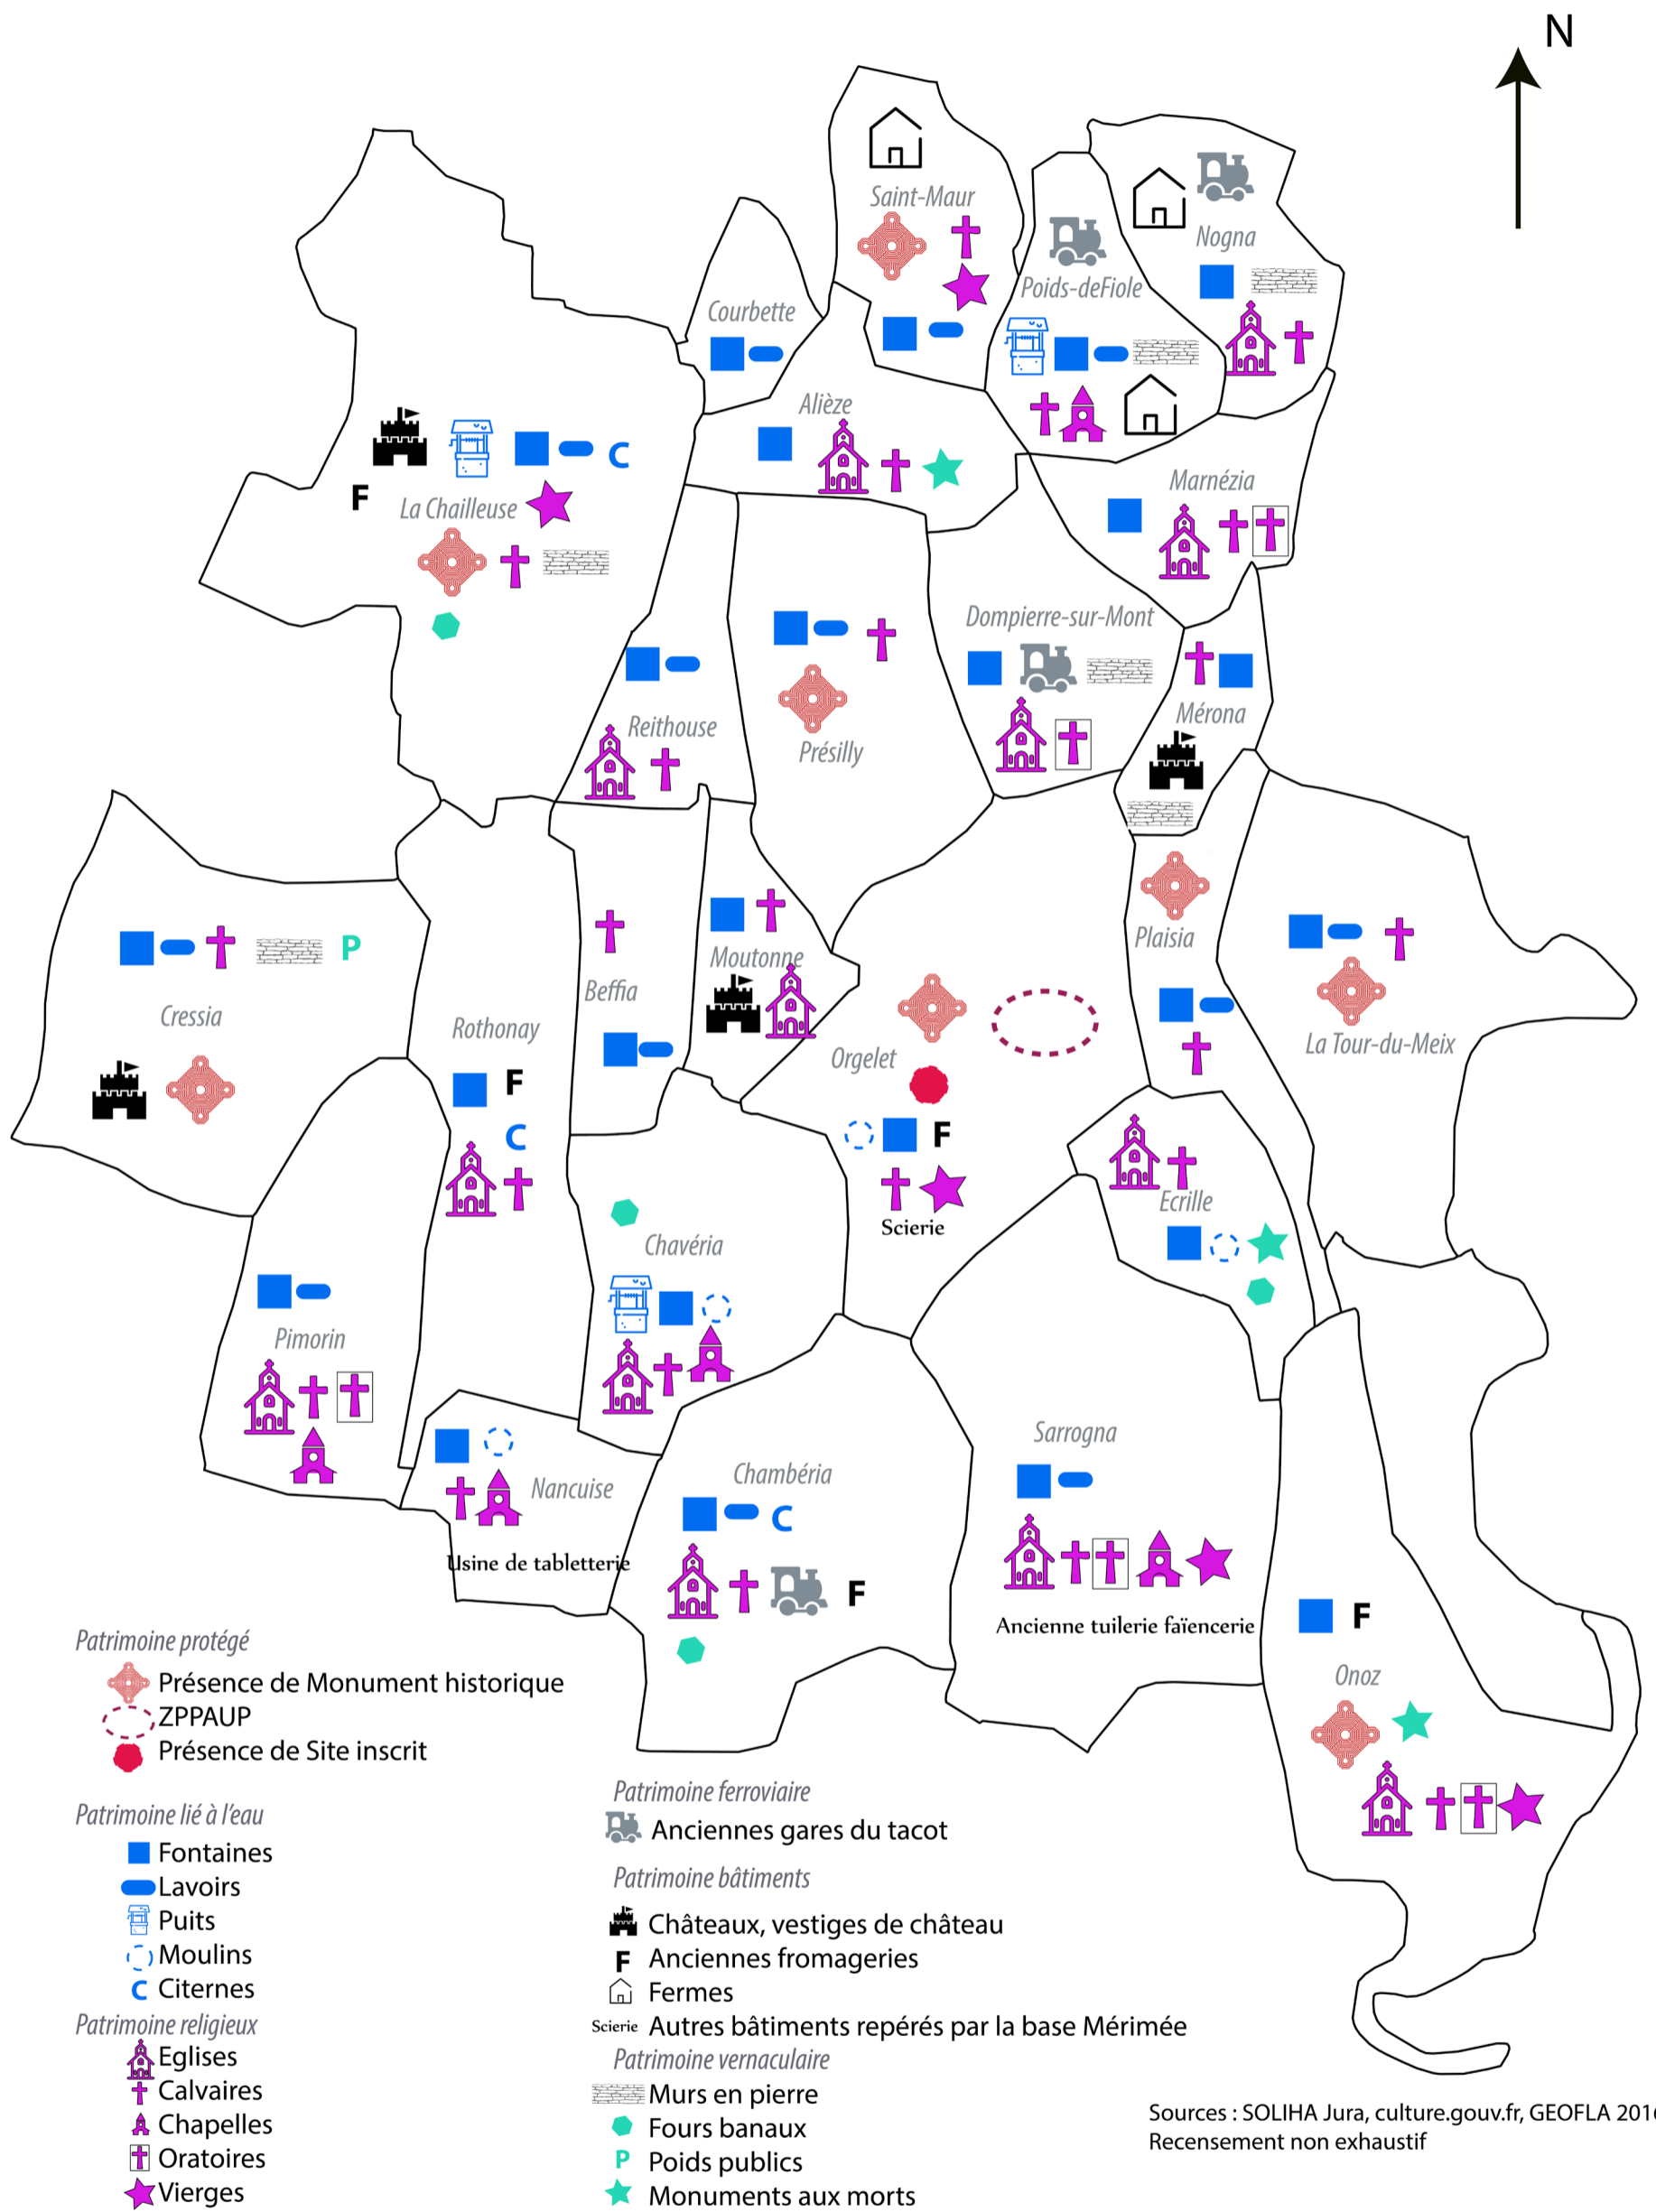 N
Saint-Maur
Nogna
Poids-deFiole
Courbette
Alièze
C
Marnézia
F
La Chailleuse
Dompierre-sur-Mont
Mérona
Reithouse
Présilly
Plaisia
P
Moutonne
Beffia
Cressia
Rothonay
Orgelet
La Tour-du-Meix
F
C
F
Ecrille
Scierie
Chavéria
Pimorin
Sarrogna
Chambéria
Nancuise
C
Usine de tabletterie
F
Ancienne tuilerie faïencerie
F
Onoz
Patrimoine protégé
Présence de Monument historique
ZPPAUP
Présence de Site inscrit
Patrimoine lié à l'eau
Fontaines
Lavoirs
Puits
Moulins
C Citernes
Patrimoine religieux
Eglises
Calvaires
Chapelles
Oratoires
Vierges
Patrimoine ferroviaire
Anciennes gares du tacot
Patrimoine bâtiments
Châteaux, vestiges de château
F Anciennes fromageries
Fermes
Scierie Autres bâtiments repérés par la base Mérimée
Patrimoine vernaculaire
Murs en pierre
Fours banaux
P Poids publics
Monuments aux morts
Sources : SOLIHA Jura, culture.gouv.fr, GEOFLA 2016
Recensement non exhaustif